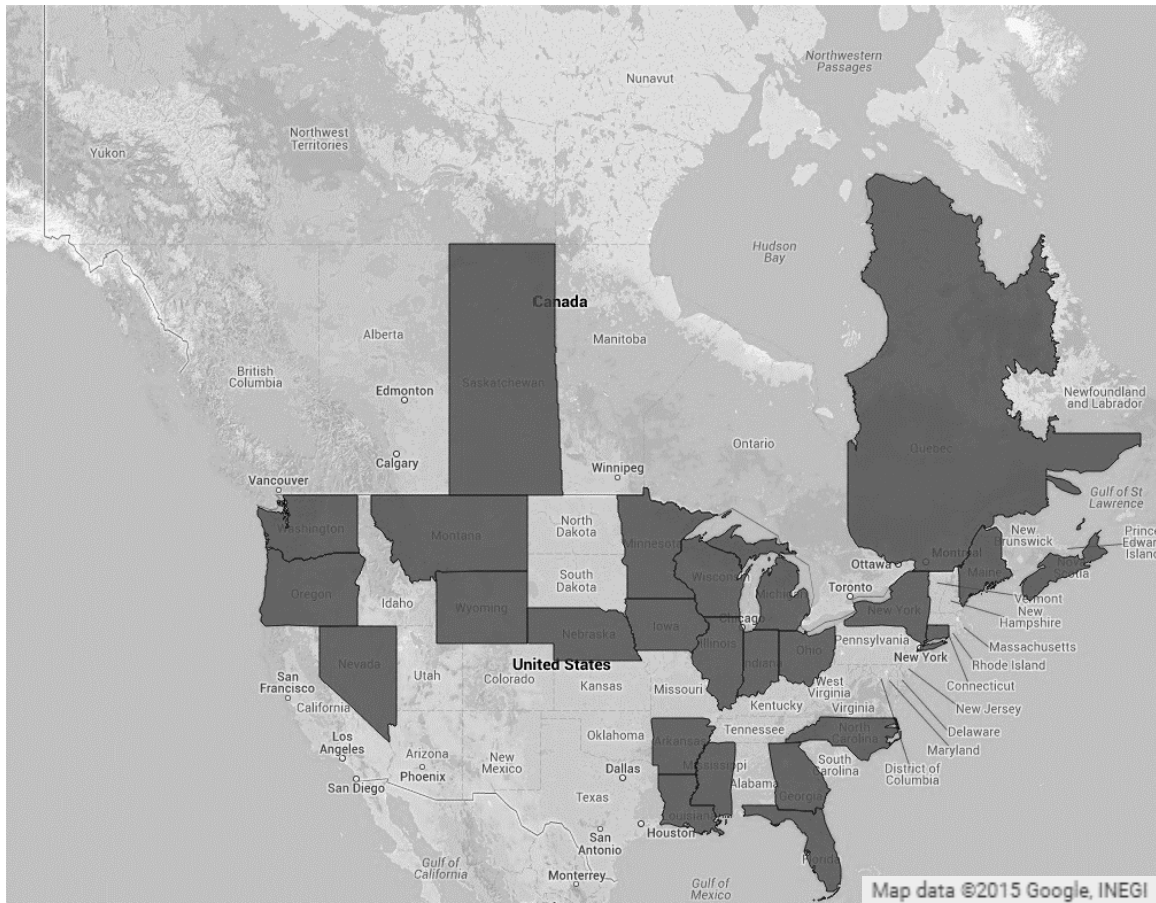 Northwestern
Passages
Nunavut
Northwest
Territories
Yukon
Hudson
Bay
Canada
Alberta
Manitoba
British
Columbia
Saskatchewan
Edmonton
Newfoundland
and Labrador
Ontario
Quebec
Calgary
Winnipeg
Vancouver
Gulf of St
Lawrence
Washington
Montana
North
Dakota
Minnesota
New
Brunswick
Prince
Edward
Island
Ottawa
Montreal
Maine
Nova
Scotia
South
Dakota
Wisconsin
Michigan
Toronto
Oregon
Idaho
Wyoming
Vermont
New
Hampshire
New York
Iowa
Chicago
Nebraska
Illinois
Indiana
Ohio
Pennsylvania
New York
Massachusetts
Rhode Island
Connecticut
Nevada
Utah
United States
Colorado
Kansas
Missouri
West
Virginia
Virginia
Kentucky
New Jersey
Delaware
Maryland
District of
Columbia
San
Francisco
California
Los
Angeles
San Diego
Arizona
Phoenix
New
Mexico
Oklahoma
Arkansas
Tennessee
North
Carolina
South
Carolina
Mississippi
Alabama
Georgia
Dallas
Texas
Louisiana
Houston
San
Antonio
Florida
Gulf of
California
Monterrey
Gulf of
Mexico
Map data ©2015 Google, INEGI